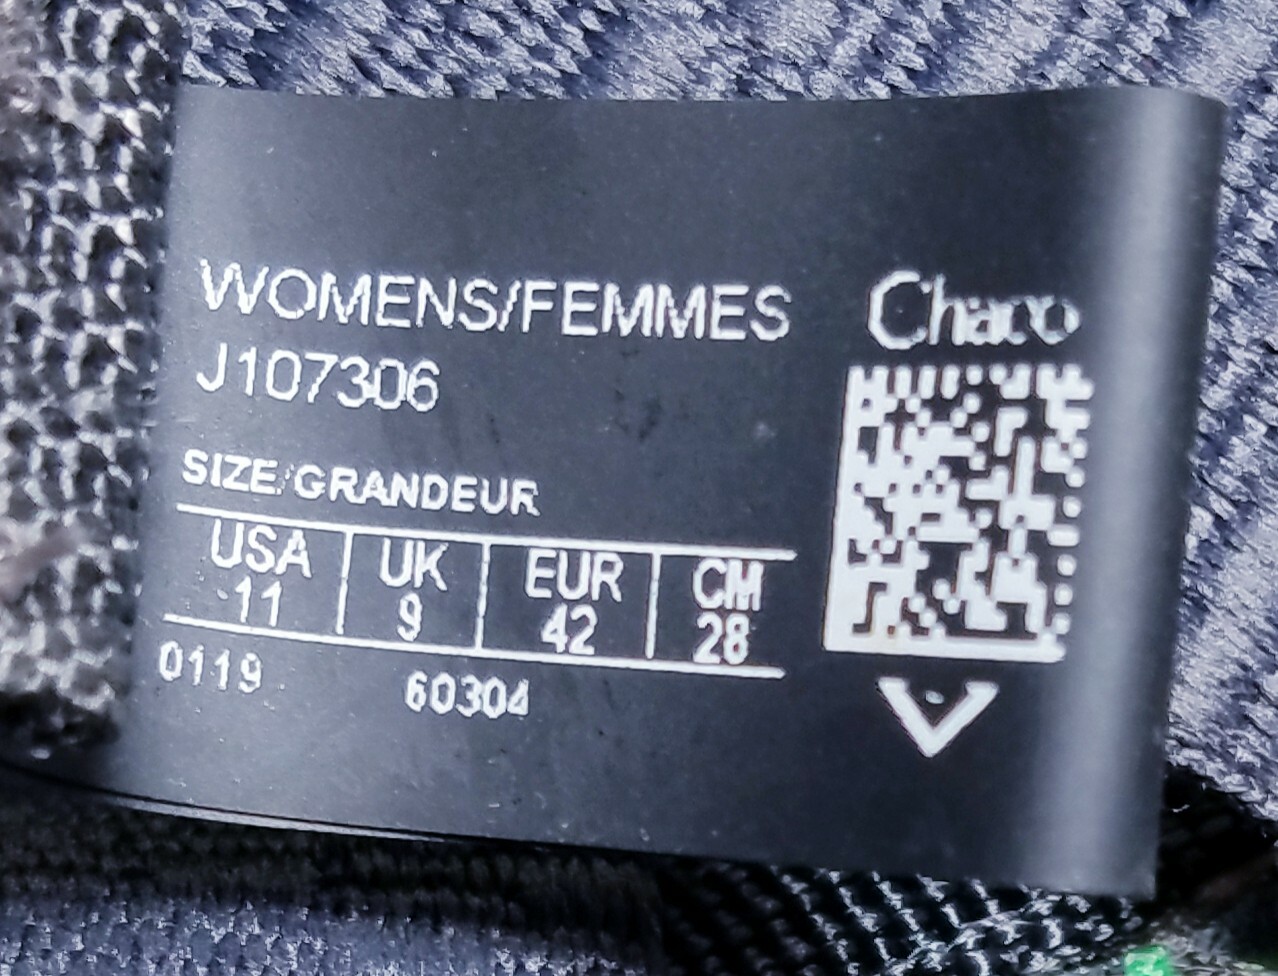 WOMENS/FEMMES
Chaco
J107306
SIZE/GRANDEUR
USA UK EUR CM
11 9 42 28
0119 60304